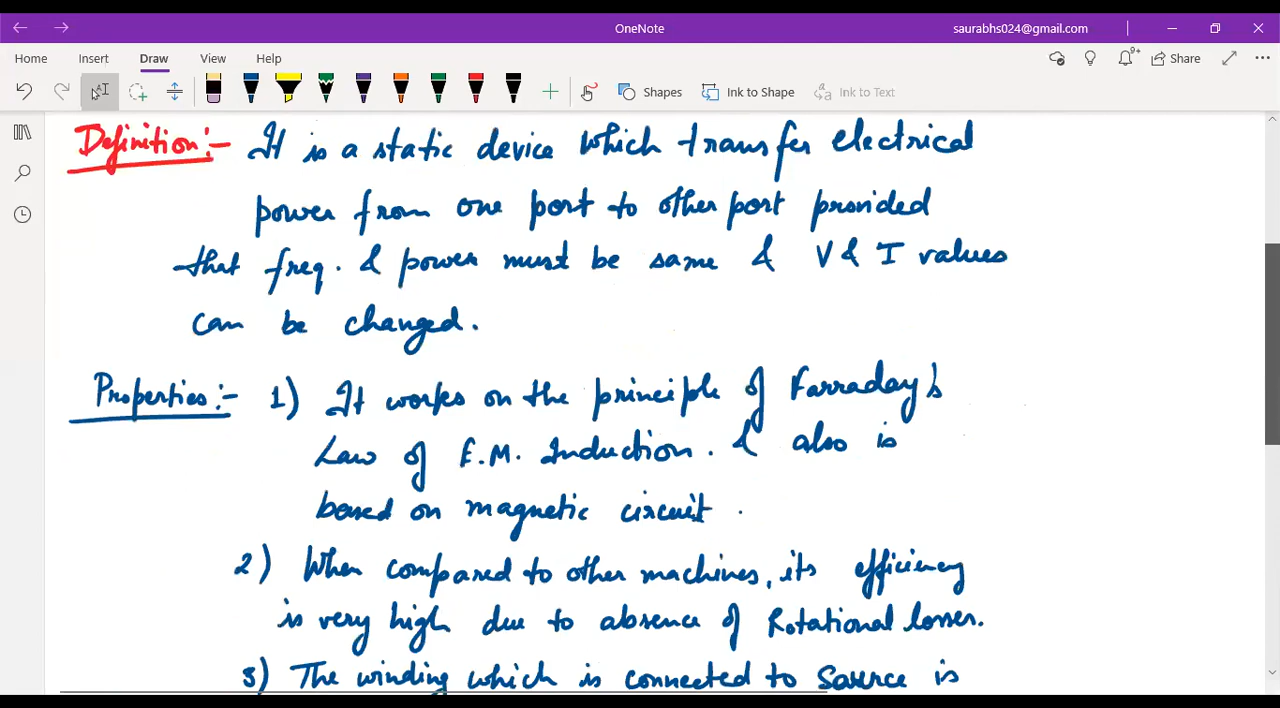 OneNote
saurabhs024@gmail.com
Home Insert Draw View Help
Share
Shapes Ink to Shape Ink to Text
Definition:- It is a static device which transfer electrical
power from one port to other port provided
that freq. & power must be same & V & I values
can be changed.
Properties:- 1) It works on the principle of Farraday's
Law of E.M. Induction. & also is
based on magnetic circuit.
2) When compared to other machines, its efficiency
is very high due to absence of Rotational losses.
3) The winding which is connected to Source is